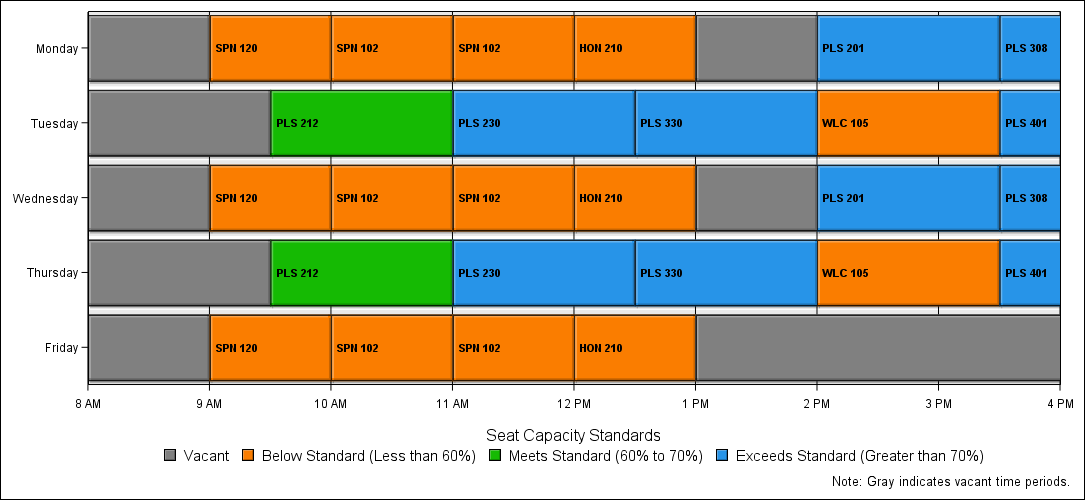 Monday SPN 120 SPN 102 SPN 102 HON 210 PLS 201 PLS 308
Tuesday PLS 212 PLS 230 PLS 330 WLC 105 PLS 401
Wednesday SPN 120 SPN 102 SPN 102 HON 210 PLS 201 PLS 308
Thursday PLS 212 PLS 230 PLS 330 WLC 105 PLS 401
Friday SPN 120 SPN 102 SPN 102 HON 210
8 AM 9 AM 10 AM 11 AM 12 PM 1 PM 2 PM 3 PM 4 PM
Seat Capacity Standards
Vacant Below Standard (Less than 60%) Meets Standard (60% to 70%) Exceeds Standard (Greater than 70%)
Note: Gray indicates vacant time periods.